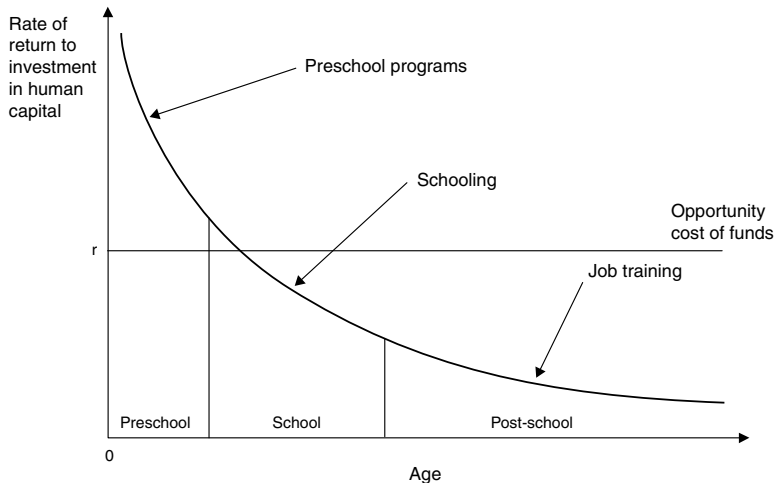 Rate of
return to
investment
in human
capital
Preschool programs
Schooling
Opportunity
cost of funds
r
Job training
Preschool
School
Post-school
0
Age